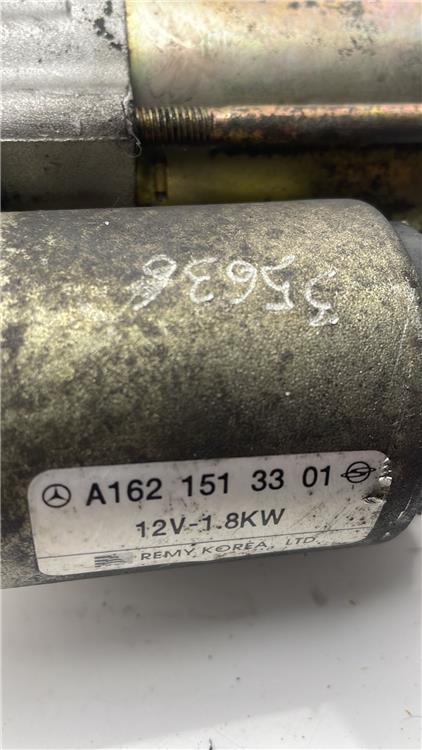 35636
A162 151 33 01
12V-1.8KW
REMY KOREA, LTD.